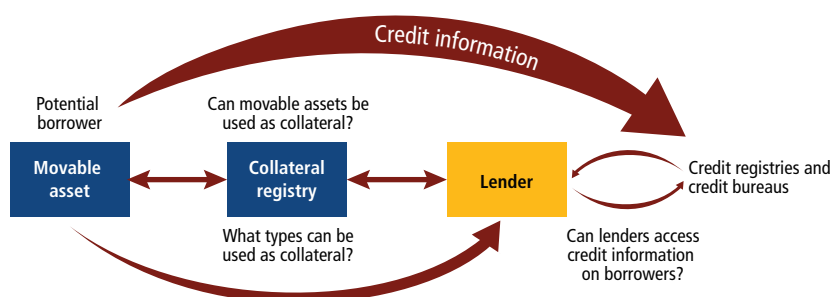 Credit information
Potential
borrower
Can movable assets be
used as collateral?
Movable
asset
Collateral
registry
Lender
Credit registries and
credit bureaus
What types can be
used as collateral?
Can lenders access
credit information
on borrowers?